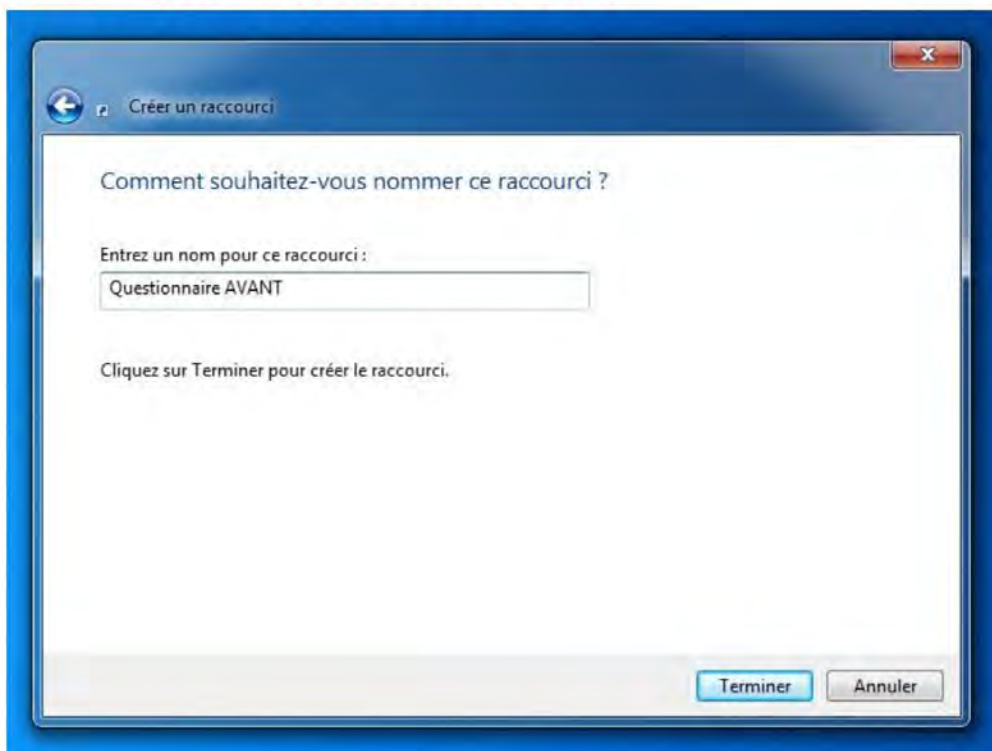 Créer un raccourci
Comment souhaitez-vous nommer ce raccourci ?
Entrez un nom pour ce raccourci :
Questionnaire AVANT
Cliquez sur Terminer pour créer le raccourci.
Terminer
Annuler